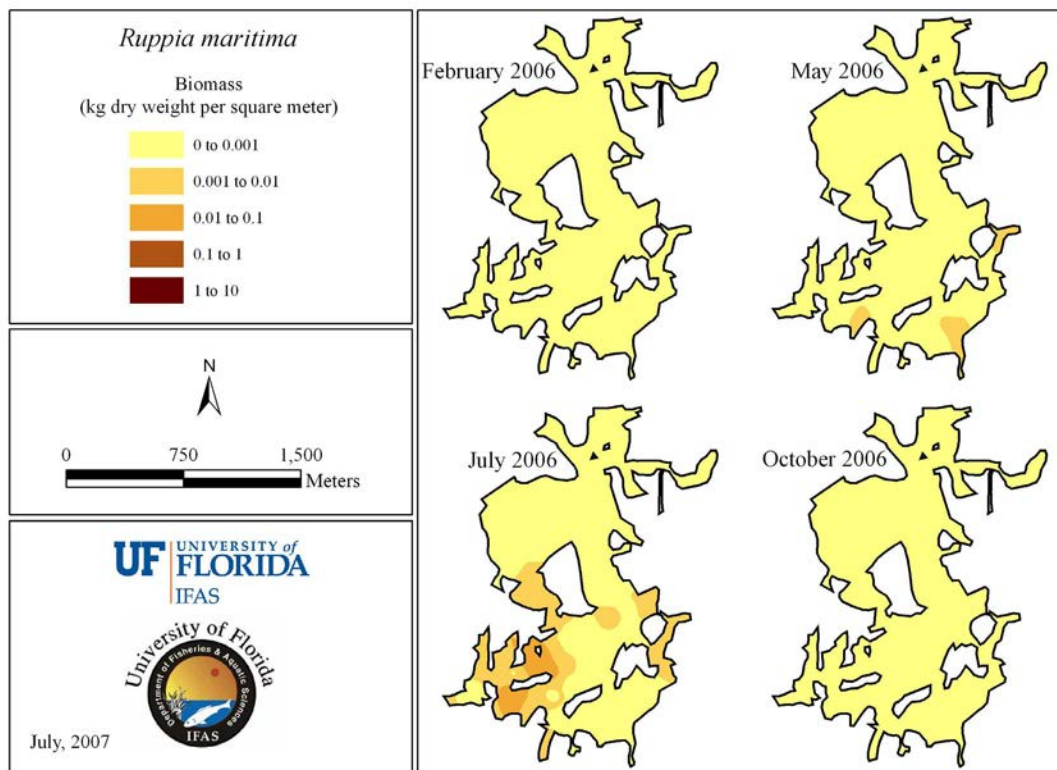 Ruppia maritima
Biomass
(kg dry weight per square meter)
0 to 0.001
0.001 to 0.01
0.01 to 0.1
0.1 to 1
1 to 10
N
0 750 1,500
Meters
UF UNIVERSITY of
FLORIDA
IFAS
University of Florida
Department of Fisheries & Aquatic Sciences
IFAS
July, 2007
February 2006
May 2006
July 2006
October 2006